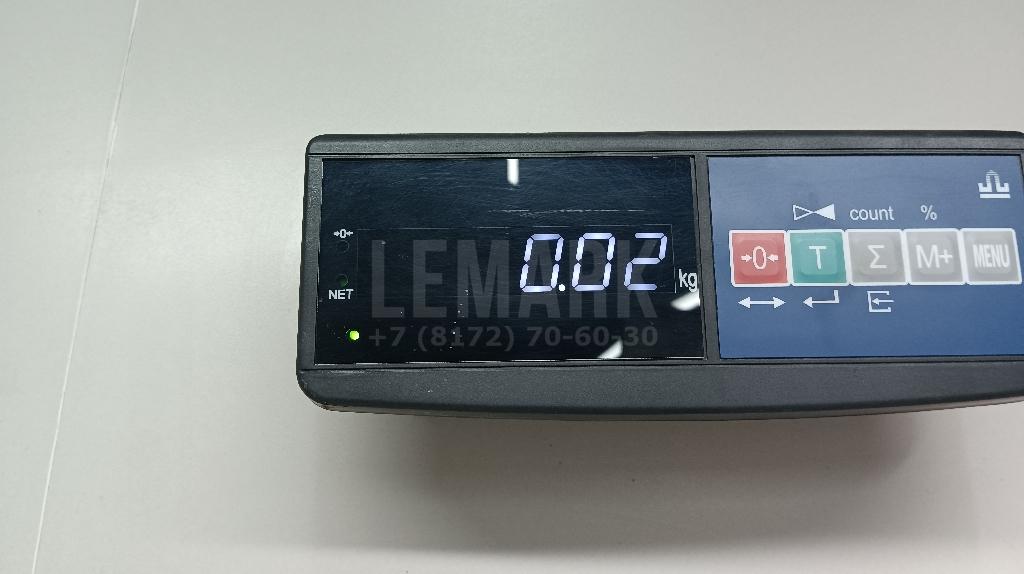 count %
→0←
0.02 kg
NET
→0← T Σ M+ MENU
LEMARK
+7 (8172) 70-60-30